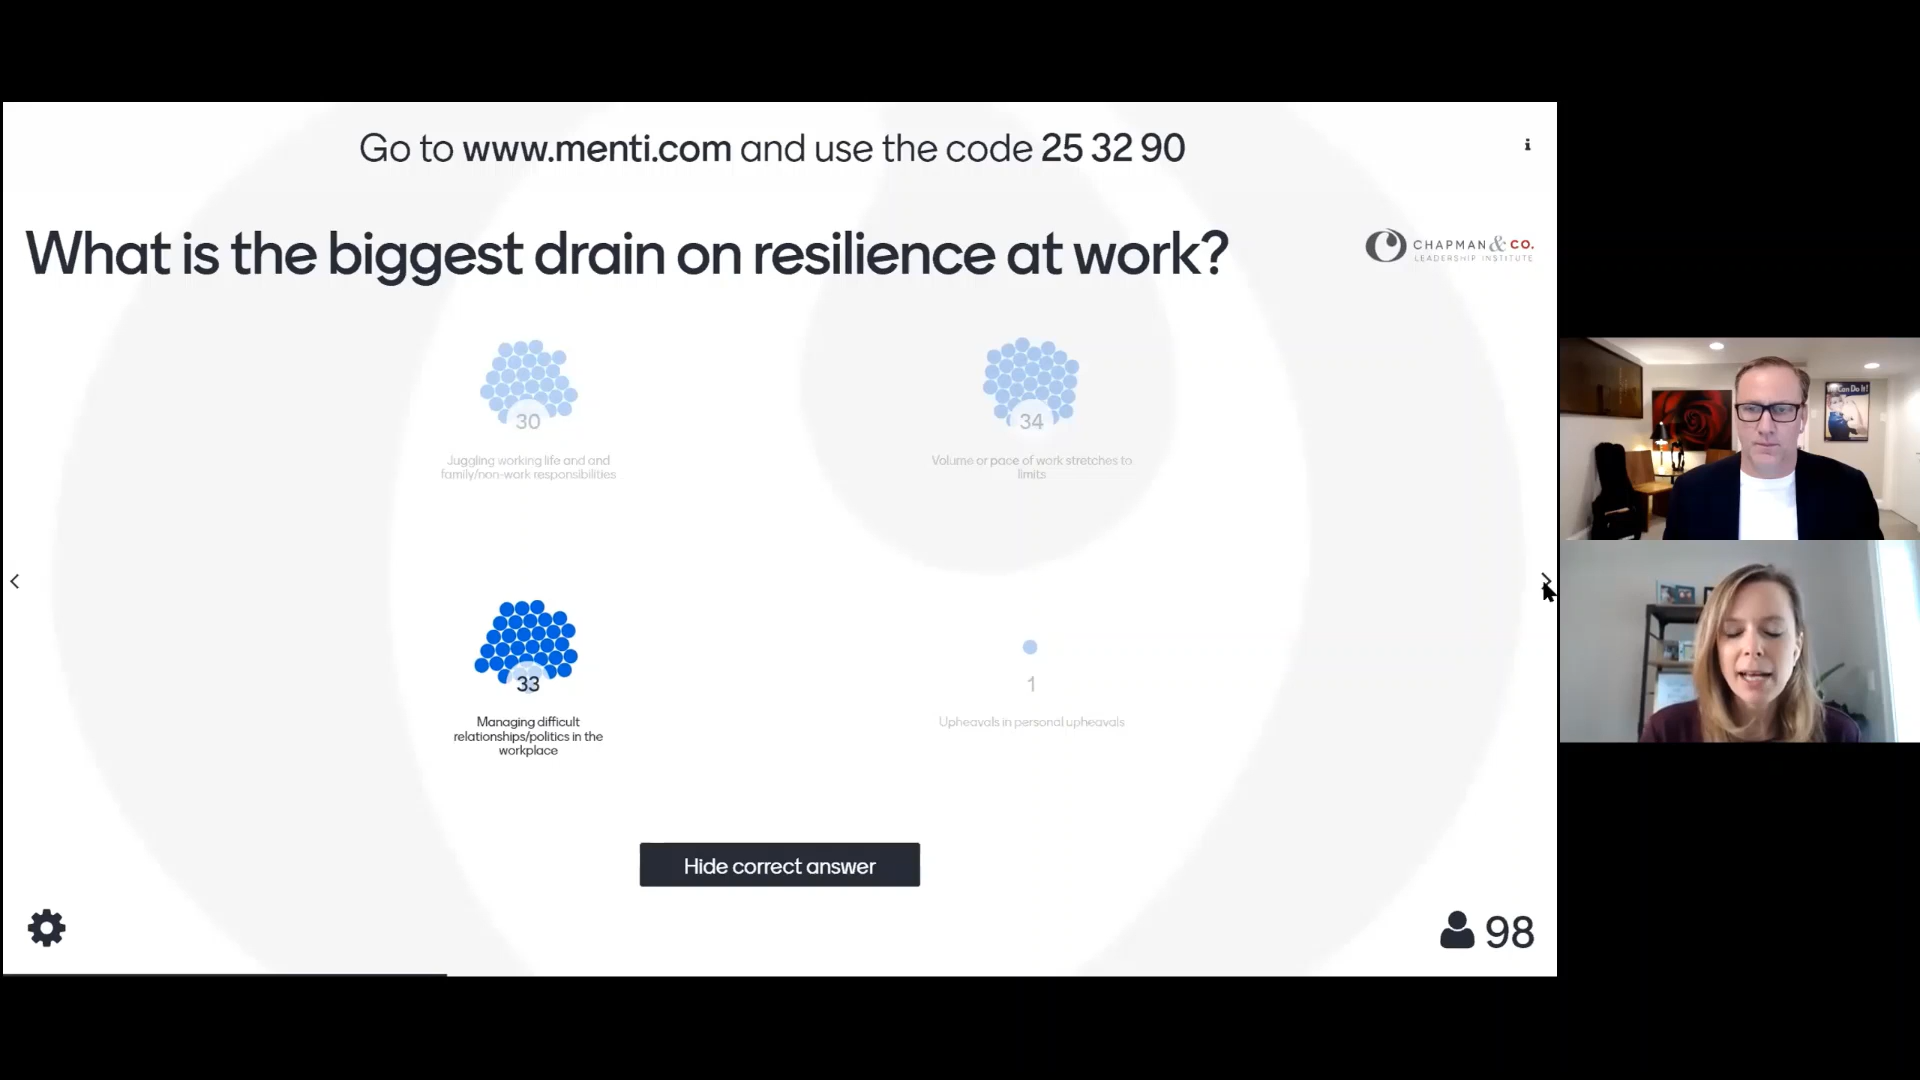 Go to www.menti.com and use the code 25 32 90
i
What is the biggest drain on resilience at work?
CHAPMAN & CO.
LEADERSHIP INSTITUTE
30
Juggling working life and and
family/non-work responsibilities
34
Volume or pace of work stretches to
limits
33
Managing difficult
relationships/politics in the
workplace
1
Upheavals in personal upheavals
Hide correct answer
98
Can Do It!